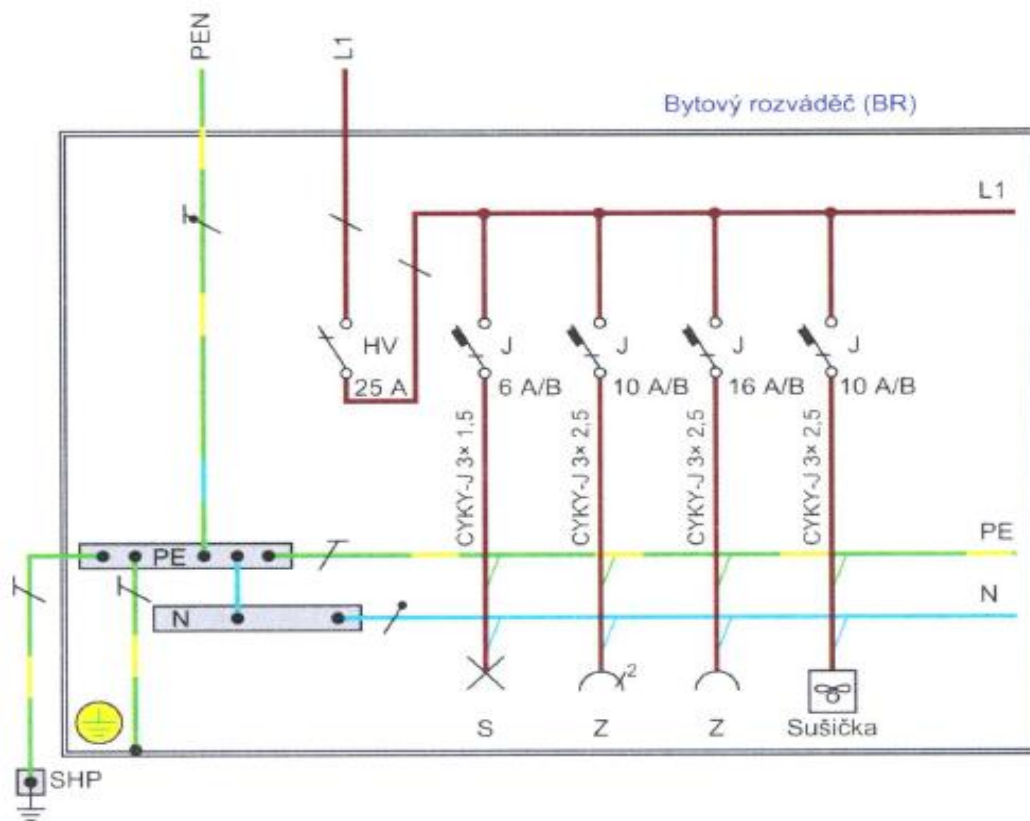 PEN
L1
Bytový rozváděč (BR)
L1
HV
25 A
J
6 A/B
J
10 A/B
J
16 A/B
J
10 A/B
CYKY-J 3× 1,5
CYKY-J 3× 2,5
CYKY-J 3× 2,5
CYKY-J 3× 2,5
PE
PE
N
N
2
S
Z
Z
Sušička
SHP